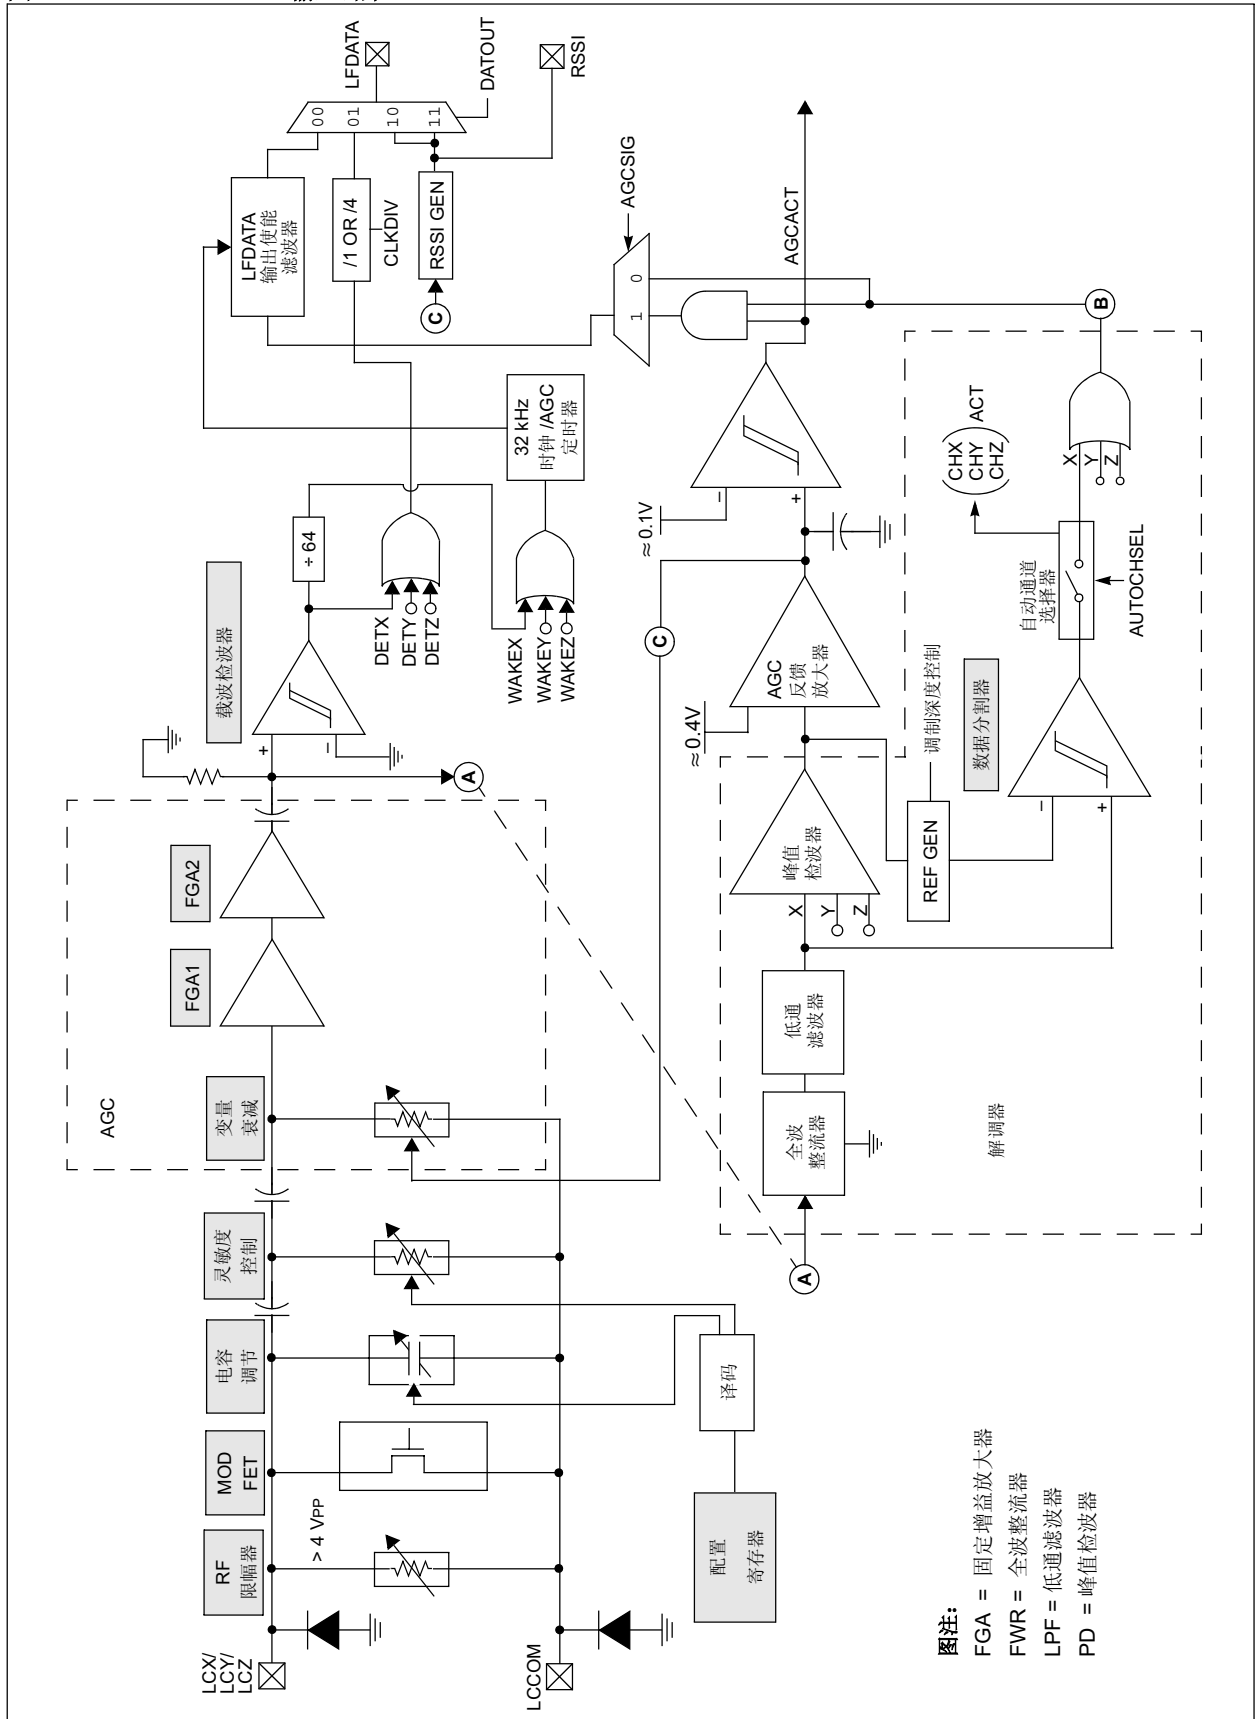 LCX/
LCY/
LCZ
LCCOM
RF
限幅器
> 4 VPP
MOD
FET
电容
调节
灵敏度
控制
AGC
变量
衰减
FGA1
FGA2
A
载波检波器
+
–
÷ 64
DETX
DETY
DETZ
WAKEX
WAKEY
WAKEZ
32 kHz
时钟 /AGC
定时器
LFDATA
输出使能
滤波器
/1 OR /4
CLKDIV
RSSI GEN
C
00
01
10
11
LFDATA
DATOUT
RSSI
AGCSIG
1 0
AGCACT
B
配置
寄存器
译码
A
全波
整流器
低通
滤波器
解调器
X
Y
Z
峰值
检波器
≈ 0.4V
AGC
反馈
放大器
C
≈ 0.1V
–
+
REF GEN
调制深度控制
数据分割器
–
+
自动通道
选择器
AUTOCHSEL
CHX
CHY
CHZ
ACT
X
Y
Z
图注:
FGA = 固定增益放大器
FWR = 全波整流器
LPF = 低通滤波器
PD = 峰值检波器